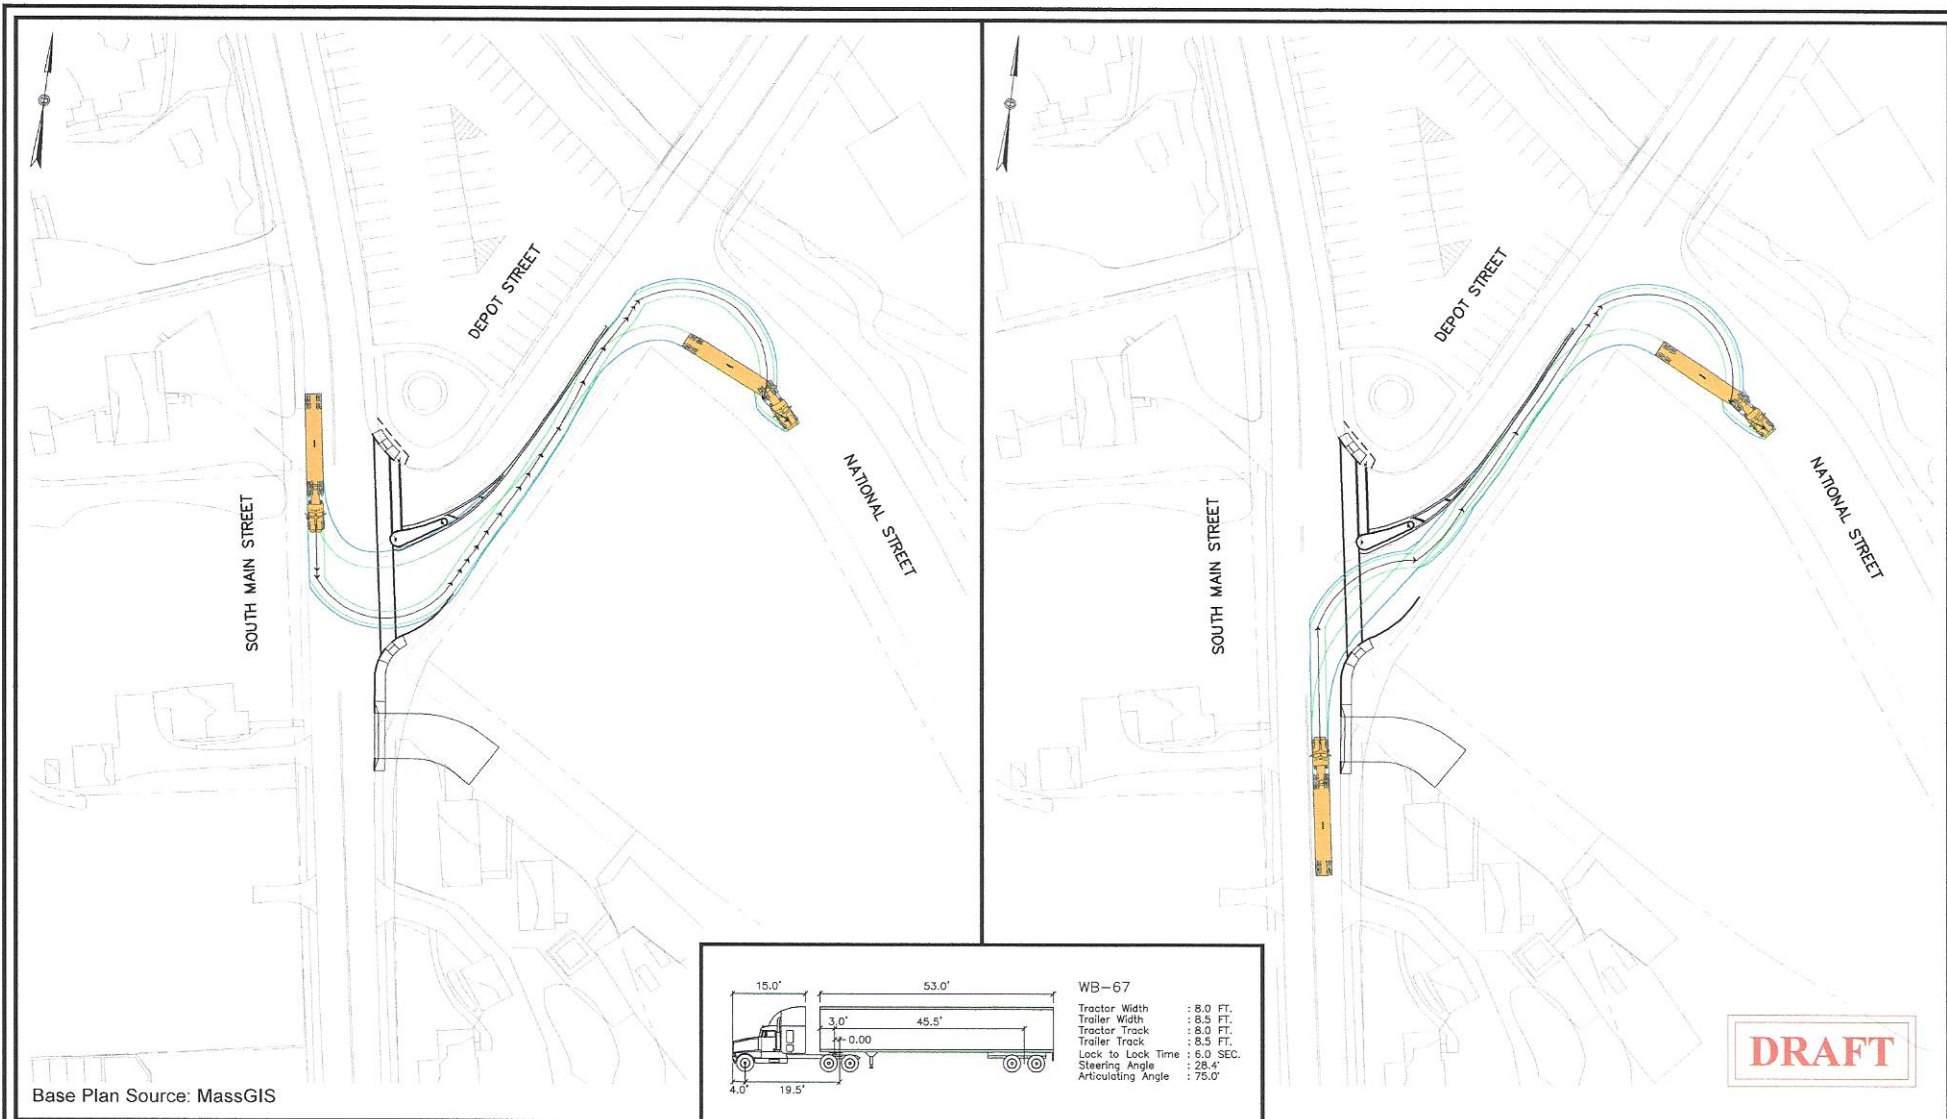 DEPOT STREET
SOUTH MAIN STREET
NATIONAL STREET
DEPOT STREET
SOUTH MAIN STREET
NATIONAL STREET
15.0'
53.0'
3.0'
45.5'
0.00
4.0'
19.5'
WB-67
Tractor Width : 8.0 FT.
Trailer Width : 8.5 FT.
Tractor Track : 8.0 FT.
Trailer Track : 8.5 FT.
Lock to Lock Time : 6.0 SEC.
Steering Angle : 28.4°
Articulating Angle : 75.0°
DRAFT
Base Plan Source: MassGIS